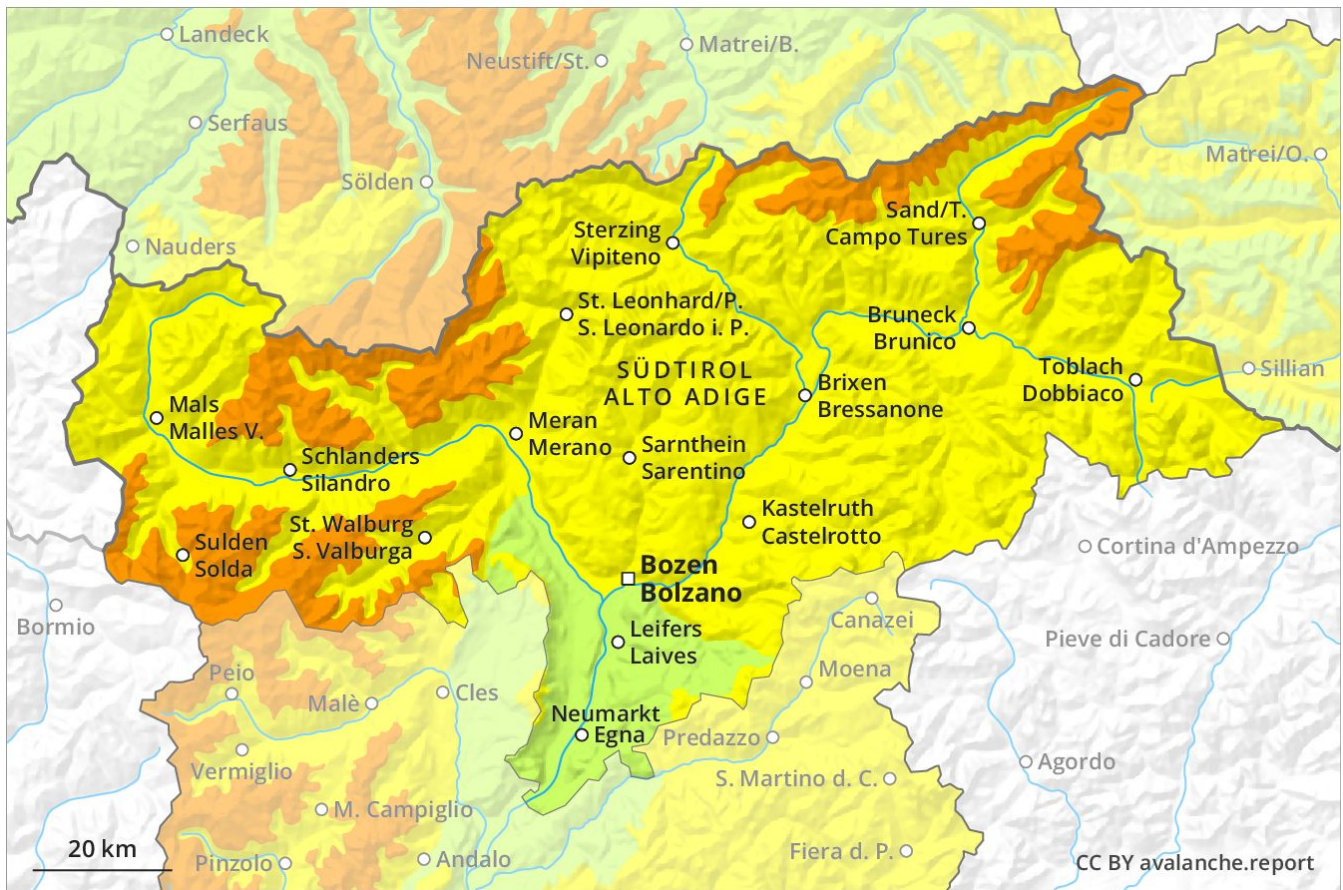 Landeck
Neustift/St.
Matrei/B.
Serfaus
Matrei/O.
Sölden
Nauders
Sand/T.
Campo Tures
Sterzing
Vipiteno
St. Leonhard/P.
S. Leonardo i. P.
Bruneck
Brunico
SÜDTIROL
ALTO ADIGE
Toblach
Dobbiaco
Sillian
Brixen
Bressanone
Mals
Malles V.
Meran
Merano
Schlanders
Silandro
Sarnthein
Sarentino
St. Walburg
S. Valburga
Kastelruth
Castelrotto
Sulden
Solda
Cortina d'Ampezzo
Bozen
Bolzano
Bormio
Canazei
Leifers
Laives
Pieve di Cadore
Peio
Moena
Malè
Cles
Neumarkt
Egna
Predazzo
Vermiglio
Agordo
S. Martino d. C.
M. Campiglio
20 km
Pinzolo
Andalo
Fiera d. P.
CC BY avalanche.report